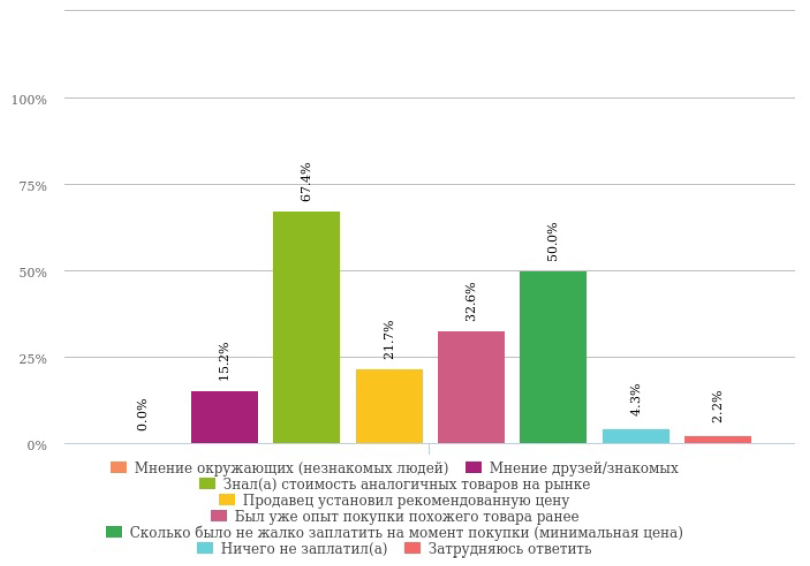 100%
75%
50%
25%
0%
0.0%
15.2%
67.4%
21.7%
32.6%
50.0%
4.3%
2.2%
Мнение окружающих (незнакомых людей) Мнение друзей/знакомых
Знал(а) стоимость аналогичных товаров на рынке
Продавец установил рекомендованную цену
Был уже опыт покупки похожего товара ранее
Сколько было не жалко заплатить на момент покупки (минимальная цена)
Ничего не заплатил(а) Затрудняюсь ответить